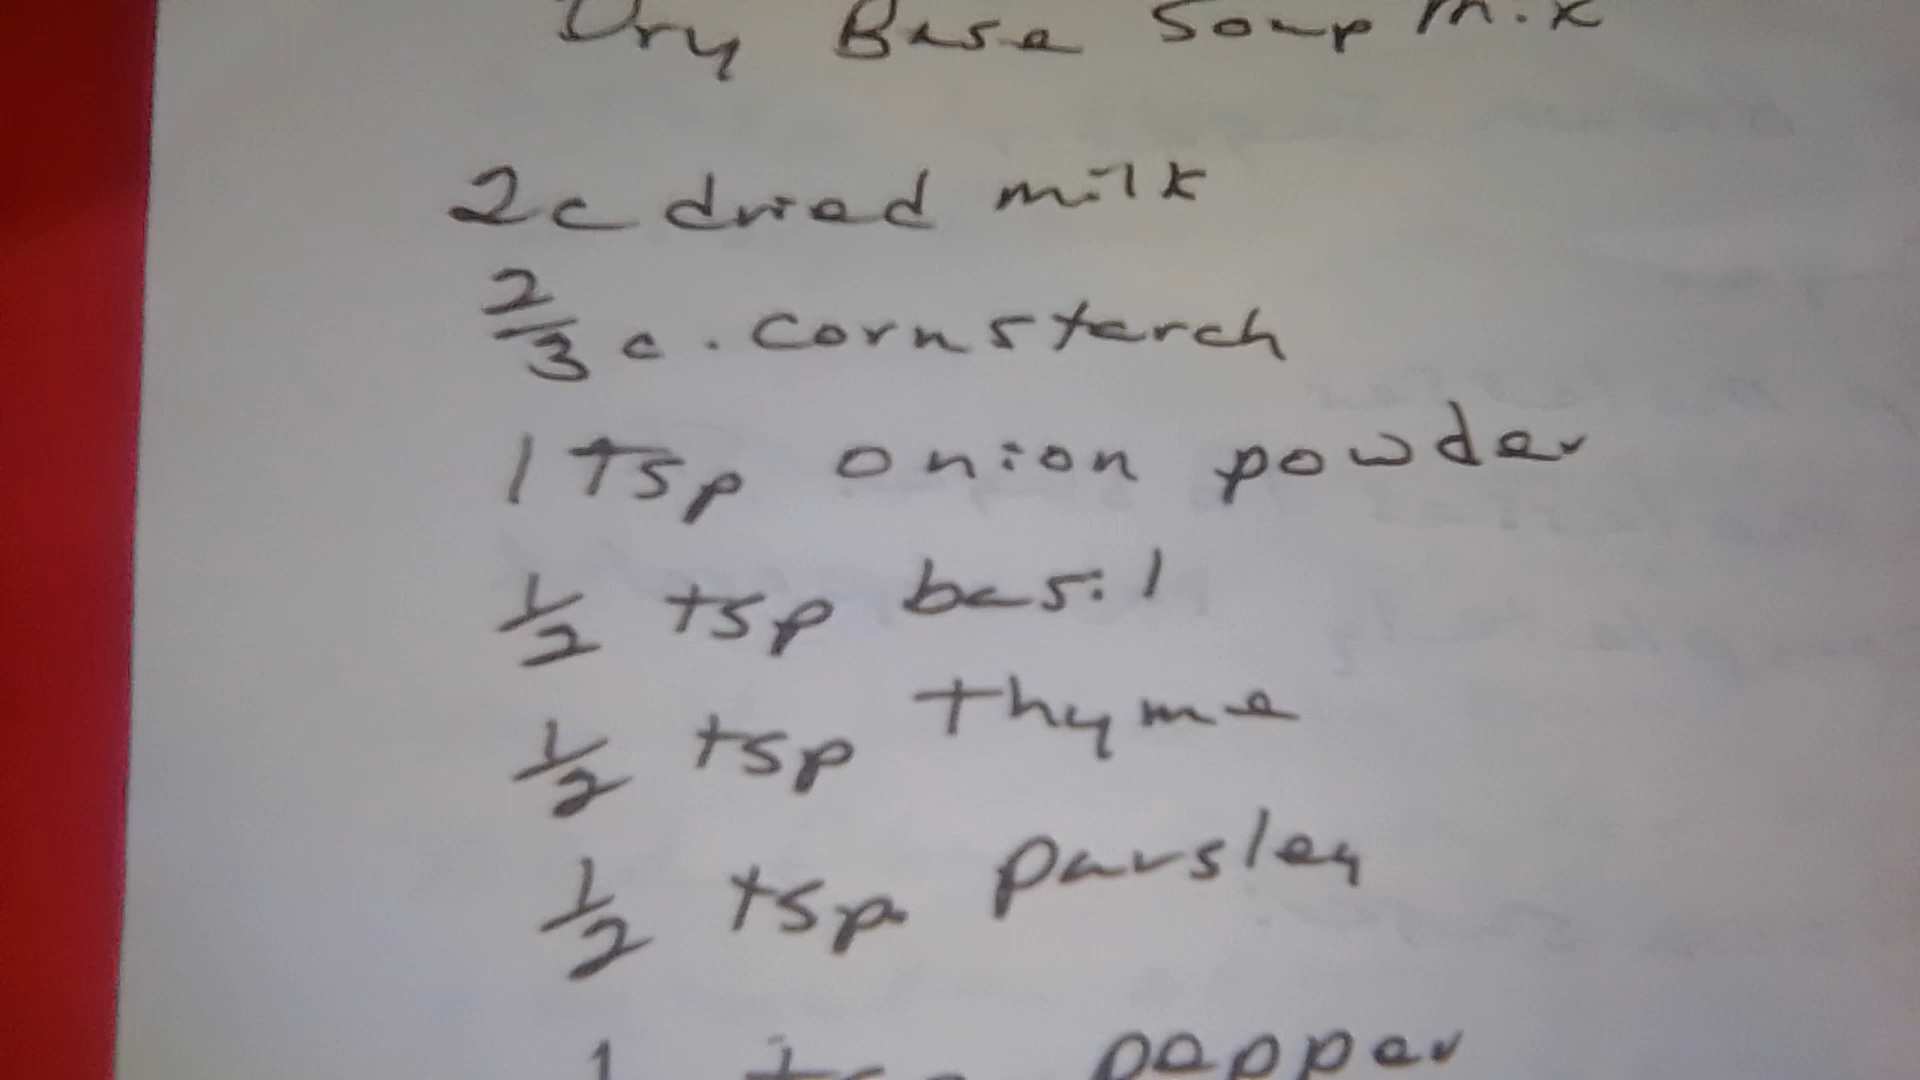 Dry Base Soup Mix
2c dried milk
2/3 c. cornstarch
1 tsp onion powder
1/2 tsp basil
1/2 tsp thyme
1/2 tsp parsley
pepper